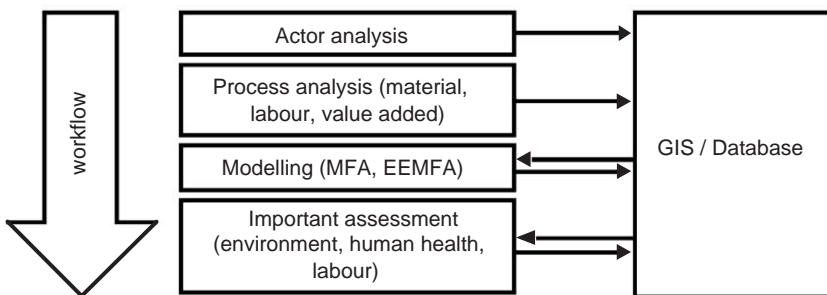 workflow
Actor analysis
Process analysis (material,
labour, value added)
Modelling (MFA, EEMFA)
Important assessment
(environment, human health,
labour)
GIS / Database